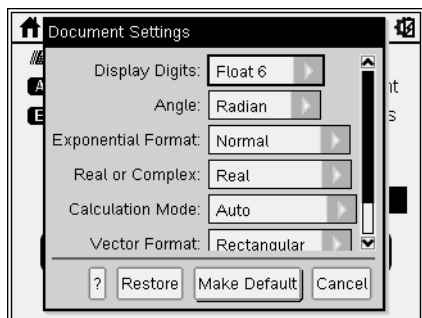 Document Settings
Display Digits: Float 6
Angle: Radian
Exponential Format: Normal
Real or Complex: Real
Calculation Mode: Auto
Vector Format: Rectangular
? Restore Make Default Cancel